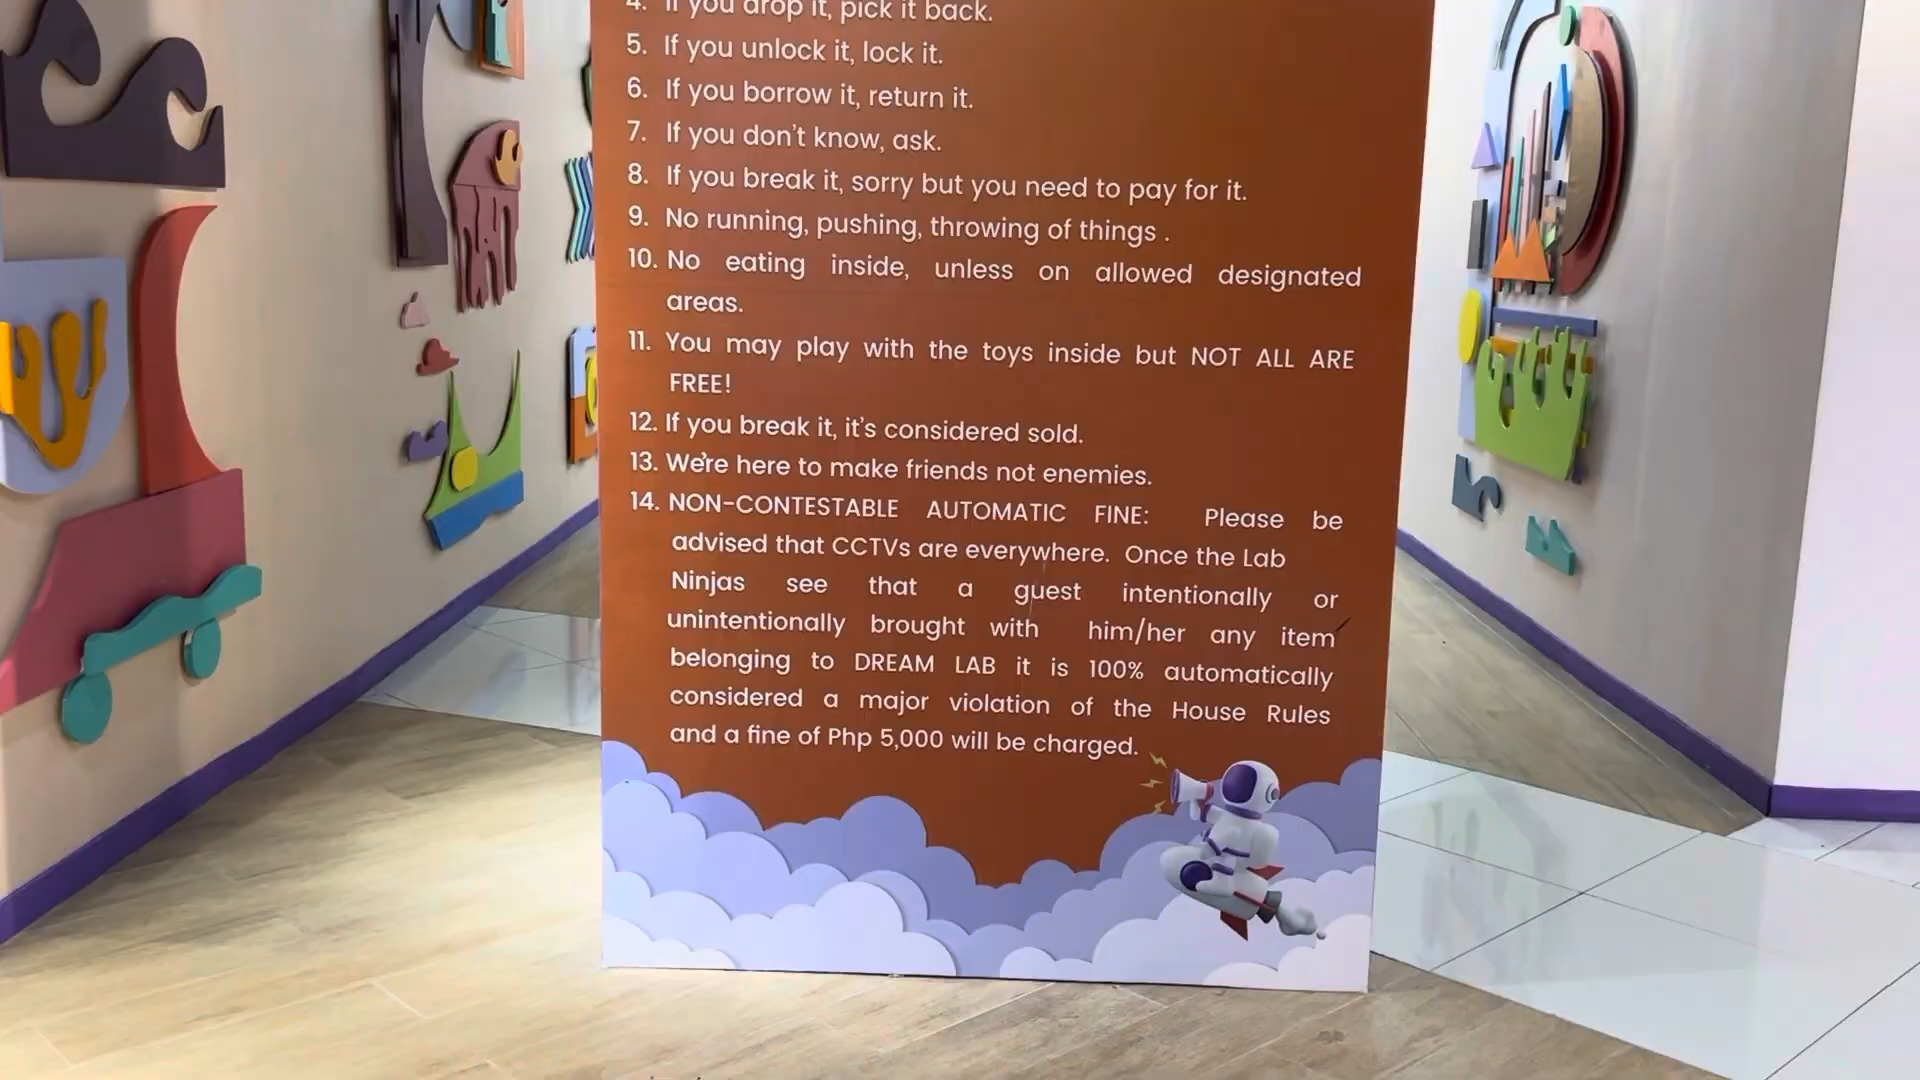 4. If you drop it, pick it back.
5. If you unlock it, lock it.
6. If you borrow it, return it.
7. If you don't know, ask.
8. If you break it, sorry but you need to pay for it.
9. No running, pushing, throwing of things .
10. No eating inside, unless on allowed designated
areas.
11. You may play with the toys inside but NOT ALL ARE
FREE!
12. If you break it, it's considered sold.
13. We're here to make friends not enemies.
14. NON-CONTESTABLE AUTOMATIC FINE: Please be
advised that CCTVs are everywhere. Once the Lab
Ninjas see that a guest intentionally or
unintentionally brought with him/her any item
belonging to DREAM LAB it is 100% automatically
considered a major violation of the House Rules
and a fine of Php 5,000 will be charged.